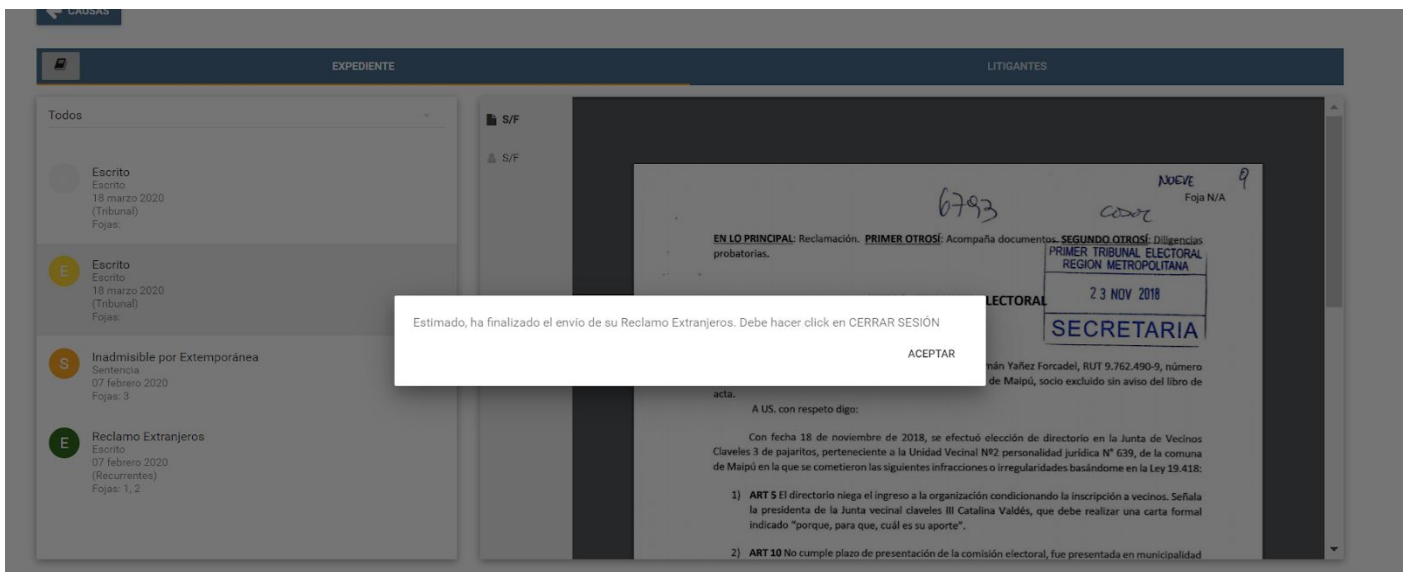 CAUSAS
EXPEDIENTE
LITIGANTES
Todos
Escrito
Escrito
18 marzo 2020
(Tribunal)
Fojas:
E
Escrito
Escrito
18 marzo 2020
(Tribunal)
Fojas:
S
Inadmisible por Extemporánea
Sentencia
07 febrero 2020
Fojas: 3
E
Reclamo Extranjeros
Escrito
07 febrero 2020
(Recurrentes)
Fojas: 1, 2
S/F
S/F
Estimado, ha finalizado el envío de su Reclamo Extranjeros. Debe hacer click en CERRAR SESIÓN
ACEPTAR
NUEVE 9
Foja N/A
6793
EN LO PRINCIPAL: Reclamación. PRIMER OTROSÍ: Acompaña documentos. SEGUNDO OTROSÍ: Diligencias
probatorias.
PRIMER TRIBUNAL ELECTORAL
REGION METROPOLITANA
23 NOV 2018
SECRETARIA
ELECTORAL
Yañez Forcadel, RUT 9.762.490-9, número
de Maipú, socio excluido sin aviso del libro de
acta.
A US. con respeto digo:
Con fecha 18 de noviembre de 2018, se efectuó elección de directorio en la Junta de Vecinos
Claveles 3 de pajaritos, perteneciente a la Unidad Vecinal Nº2 personalidad jurídica N° 639, de la comuna
de Maipú en la que se cometieron las siguientes infracciones o irregularidades basándome en la Ley 19.418:
1) ART 5 El directorio niega el ingreso a la organización condicionando la inscripción a vecinos. Señala
la presidenta de la Junta vecinal claveles III Catalina Valdés, que debe realizar una carta formal
indicado "porque, para que, cuál es su aporte".
2) ART 10 No cumple plazo de presentación de la comisión electoral, fue presentada en municipalidad